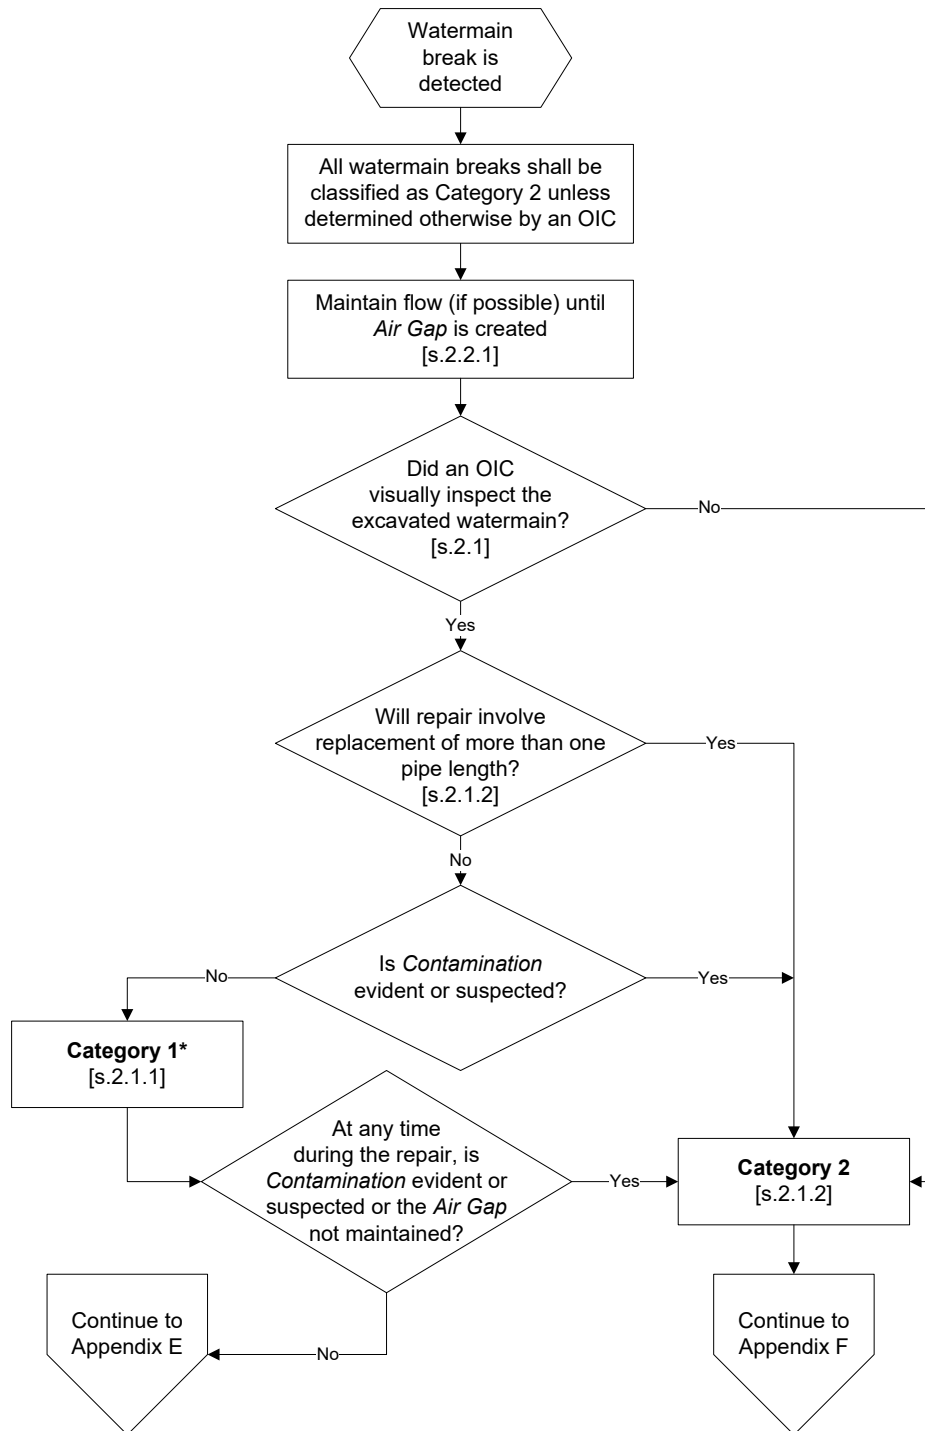 Watermain
break is
detected
All watermain breaks shall be
classified as Category 2 unless
determined otherwise by an OIC
Maintain flow (if possible) until
Air Gap is created
[s.2.2.1]
Did an OIC
visually inspect the
excavated watermain?
[s.2.1]
No
Yes
Will repair involve
replacement of more than one
pipe length?
[s.2.1.2]
Yes
No
Is Contamination
evident or suspected?
No
Yes
Category 1*
[s.2.1.1]
At any time
during the repair, is
Contamination evident or
suspected or the Air Gap
not maintained?
Yes
Category 2
[s.2.1.2]
No
Continue to
Appendix E
Continue to
Appendix F